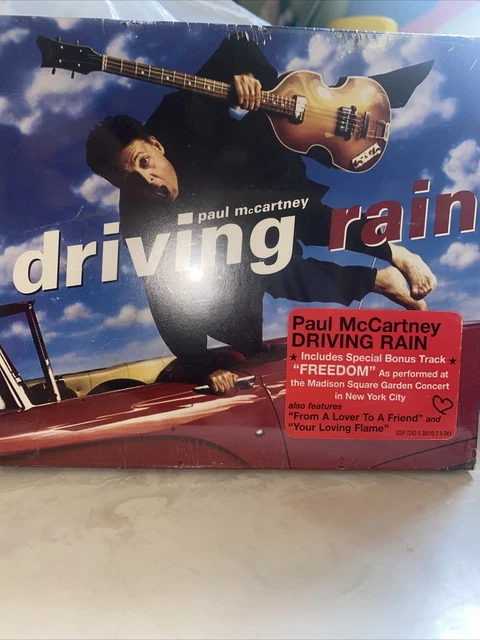 paul mccartney
driving rain
Paul McCartney
DRIVING RAIN
★ Includes Special Bonus Track ★
"FREEDOM" As performed at
the Madison Square Garden Concert
in New York City
also features
"From A Lover To A Friend" and
"Your Loving Flame"